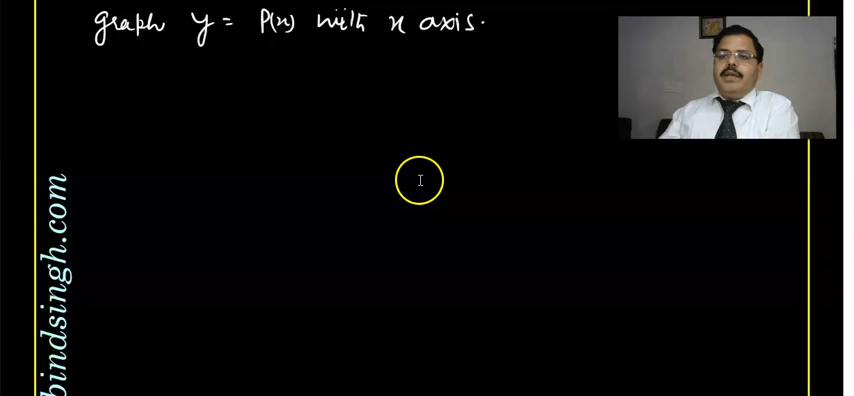 graph y = P(x) with x axis.
bindsingh.com